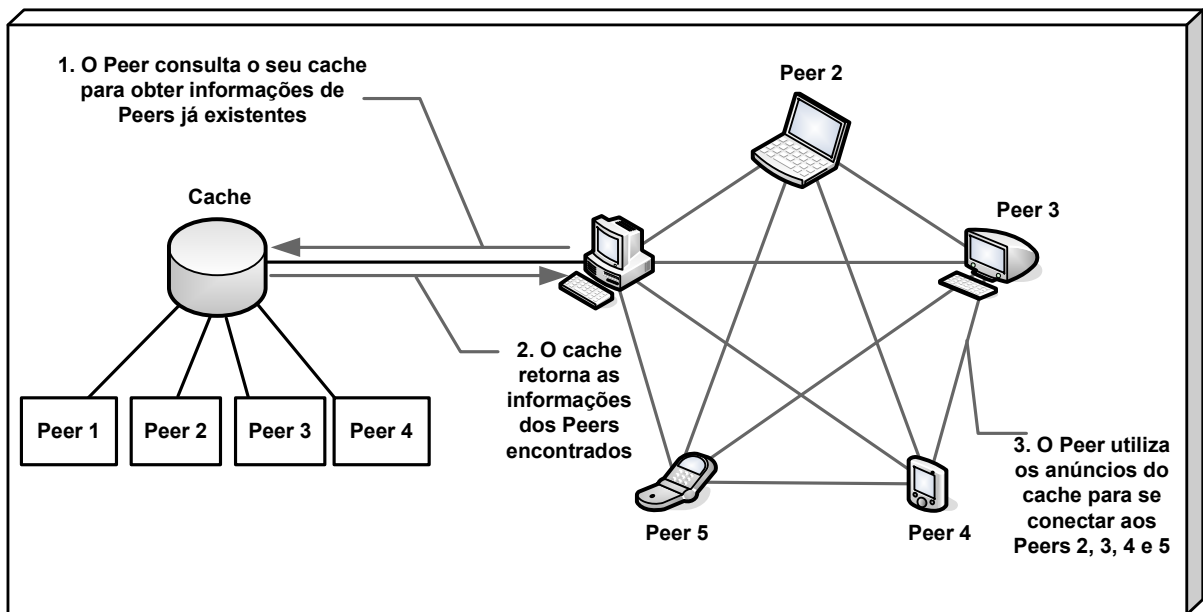 1. O Peer consulta o seu cache
para obter informações de
Peers já existentes
Peer 2
Cache
Peer 3
2. O cache
retorna as
informações
dos Peers
encontrados
Peer 1
Peer 2
Peer 3
Peer 4
3. O Peer utiliza
os anúncios do
cache para se
conectar aos
Peers 2, 3, 4 e 5
Peer 5
Peer 4